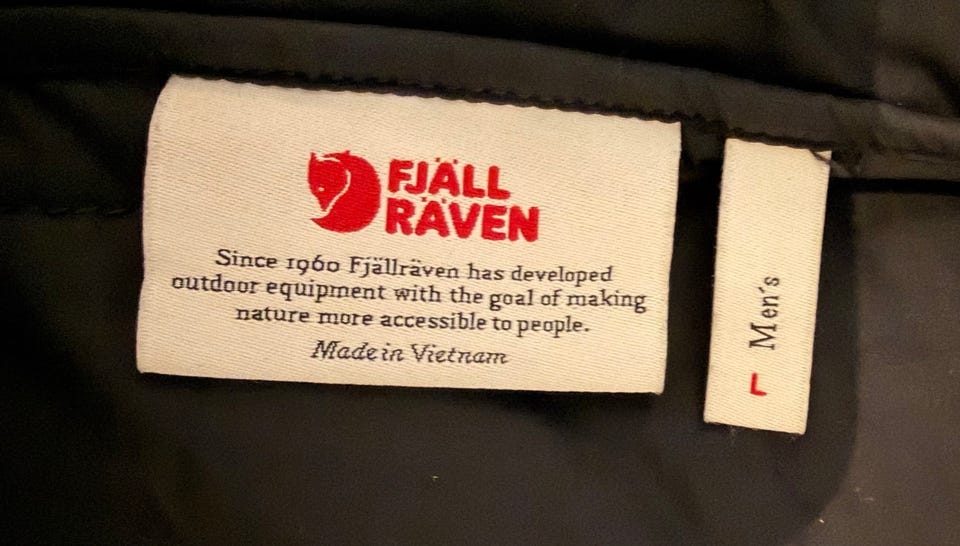 FJÄLL
RÄVEN
Since 1960 Fjällräven has developed
outdoor equipment with the goal of making
nature more accessible to people.
Made in Vietnam
Men's
L